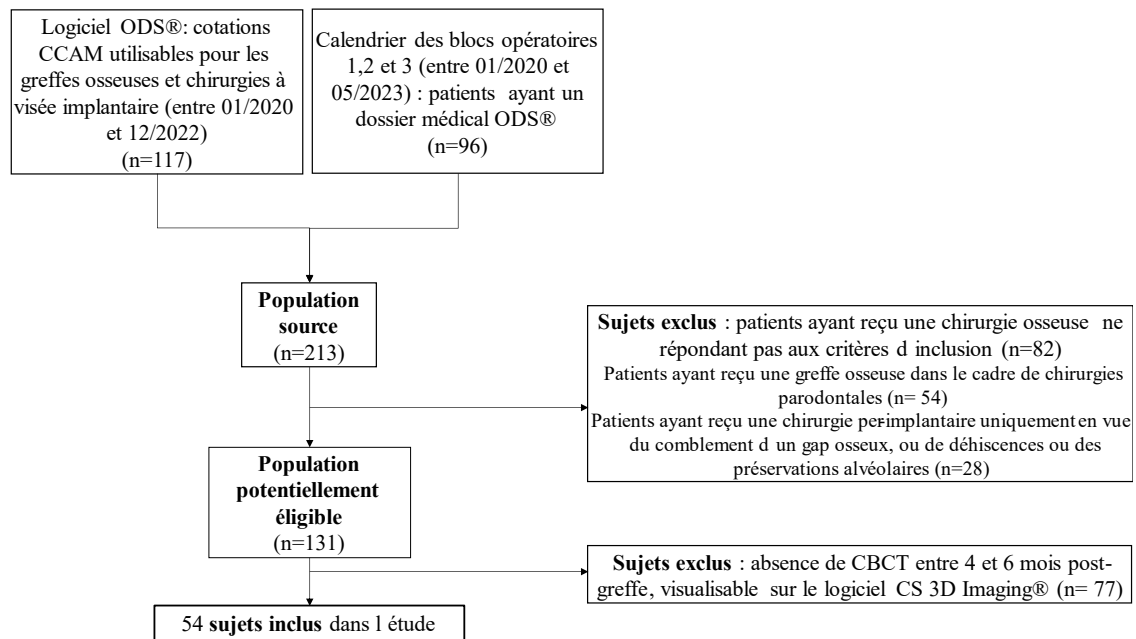 Logiciel ODS®: cotations
CCAM utilisables pour les
greffes osseuses et chirurgies à
visée implantaire (entre 01/2020
et 12/2022)
(n=117)
Calendrier des blocs opératoires
1,2 et 3 (entre 01/2020 et
05/2023) : patients ayant un
dossier médical ODS®
(n=96)
Population
source
(n=213)
Sujets exclus : patients ayant reçu une chirurgie osseuse ne
répondant pas aux critères d inclusion (n=82)
Patients ayant reçu une greffe osseuse dans le cadre de chirurgies
parodontales (n= 54)
Patients ayant reçu une chirurgie per-implantaire uniquement en vue
du comblement d un gap osseux, ou de déhiscences ou des
préservations alvéolaires (n=28)
Population
potentiellement
éligible
(n=131)
Sujets exclus : absence de CBCT entre 4 et 6 mois post-
greffe, visualisable sur le logiciel CS 3D Imaging® (n= 77)
54 sujets inclus dans l étude